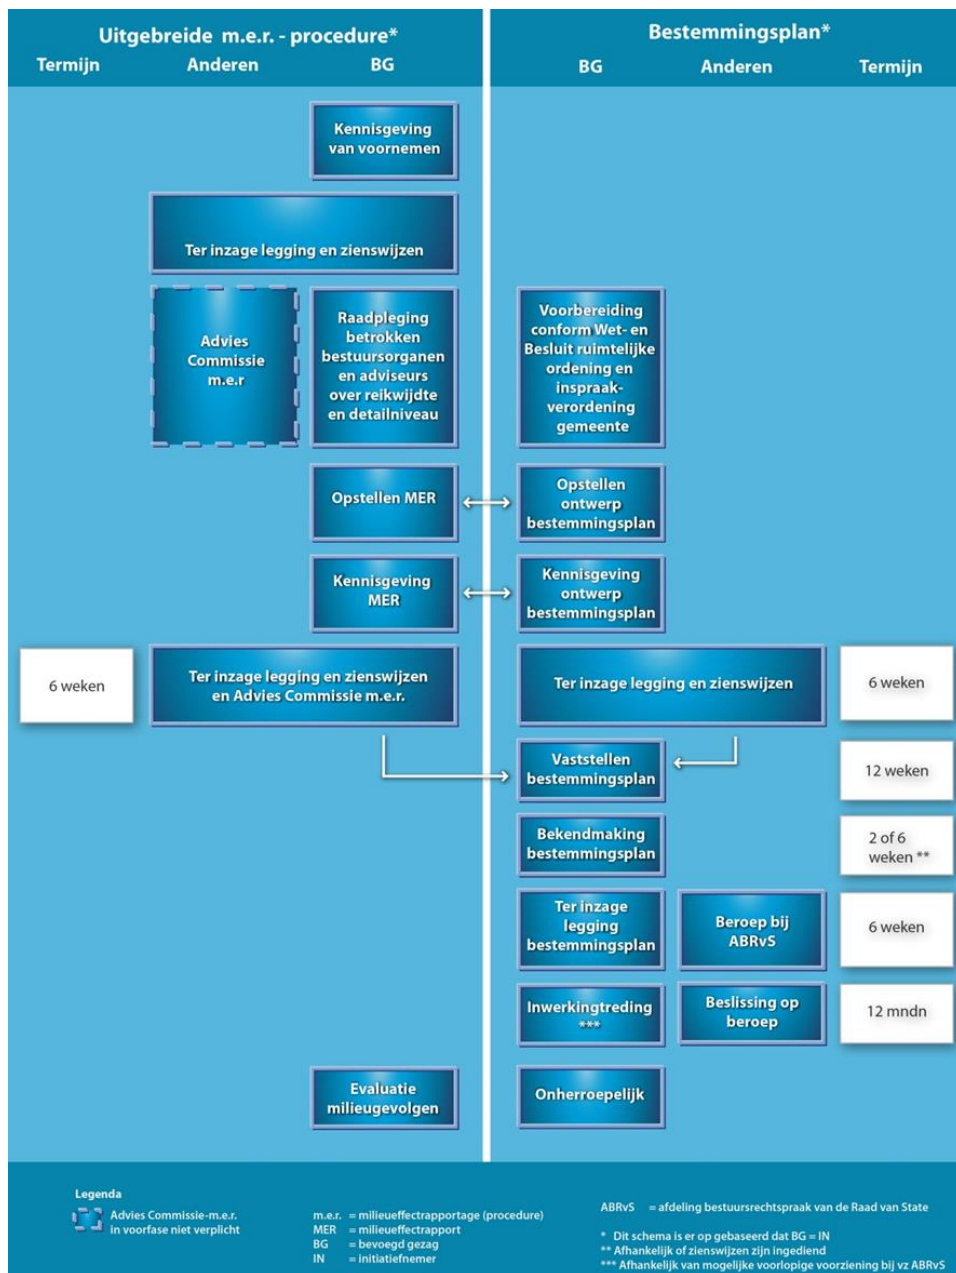 Uitgebreide m.e.r. - procedure*
Termijn Anderen BG
Bestemmingsplan*
BG Anderen Termijn
Kennisgeving
van voornemen
Ter inzage legging en zienswijzen
Advies
Commissie
m.e.r
Raadpleging
betrokken
bestuursorganen
en adviseurs
over reikwijdte
en detailniveau
Voorbereiding
conform Wet- en
Besluit ruimtelijke
ordening en
inspraak-
verordening
gemeente
Opstellen MER
Opstellen
ontwerp
bestemmingsplan
Kennisgeving
MER
Kennisgeving
ontwerp
bestemmingsplan
6 weken
Ter inzage legging en zienswijzen
en Advies Commissie m.e.r.
Ter inzage legging en zienswijzen
6 weken
Vaststellen
bestemmingsplan
12 weken
Bekendmaking
bestemmingsplan
2 of 6
weken **
Ter inzage
legging
bestemmingsplan
Beroep bij
ABRvS
6 weken
Inwerkingtreding
***
Beslissing op
beroep
12 mndn
Evaluatie
milieugevolgen
Onherroepelijk
Legenda
Advies Commissie-m.e.r.
in voorfase niet verplicht
m.e.r. = milieueffectrapportage (procedure)
MER = milieueffectrapport
BG = bevoegd gezag
IN = initiatiefnemer
ABRvS = afdeling bestuursrechtspraak van de Raad van State
* Dit schema is er op gebaseerd dat BG = IN
** Afhankelijk of zienswijzen zijn ingediend
*** Afhankelijk van mogelijke voorlopige voorziening bij vz ABRvS